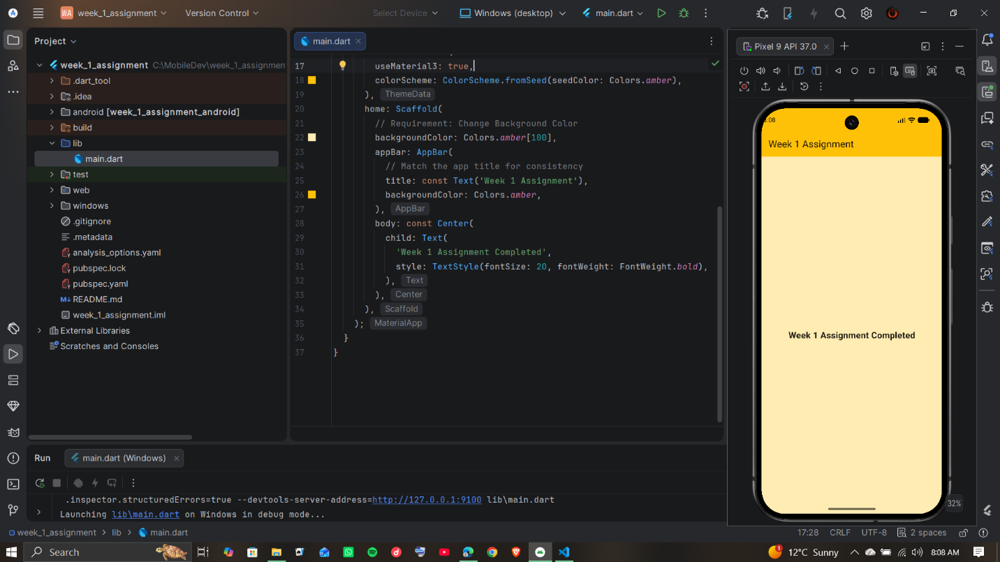 WA week_1_assignment Version Control Select Device Windows (desktop) main.dart
Project
week_1_assignment C:\MobileDev\week_1_assignment
.dart_tool
.idea
android [week_1_assignment_android]
build
lib
main.dart
test
web
windows
.gitignore
.metadata
analysis_options.yaml
pubspec.lock
pubspec.yaml
README.md
week_1_assignment.iml
External Libraries
Scratches and Consoles
main.dart
17 useMaterial3: true,
18 colorScheme: ColorScheme.fromSeed(seedColor: Colors.amber),
19 ), ThemeData
20 home: Scaffold(
21 // Requirement: Change Background Color
22 backgroundColor: Colors.amber[100],
23 appBar: AppBar(
24 // Match the app title for consistency
25 title: const Text('Week 1 Assignment'),
26 backgroundColor: Colors.amber,
27 ), AppBar
28 body: const Center(
29 child: Text(
30 'Week 1 Assignment Completed',
31 style: TextStyle(fontSize: 20, fontWeight: FontWeight.bold),
32 ), Text
33 ), Center
34 ), Scaffold
35 ); MaterialApp
36 }
37 }
Pixel 9 API 37.0
Week 1 Assignment
Week 1 Assignment Completed
32%
Run main.dart (Windows)
.inspector.structuredErrors=true --devtools-server-address=http://127.0.0.1:9100 lib\main.dart
Launching lib\main.dart on Windows in debug mode...
week_1_assignment lib main.dart 17:28 CRLF UTF-8 2 spaces
Search 12°C Sunny 8:08 AM